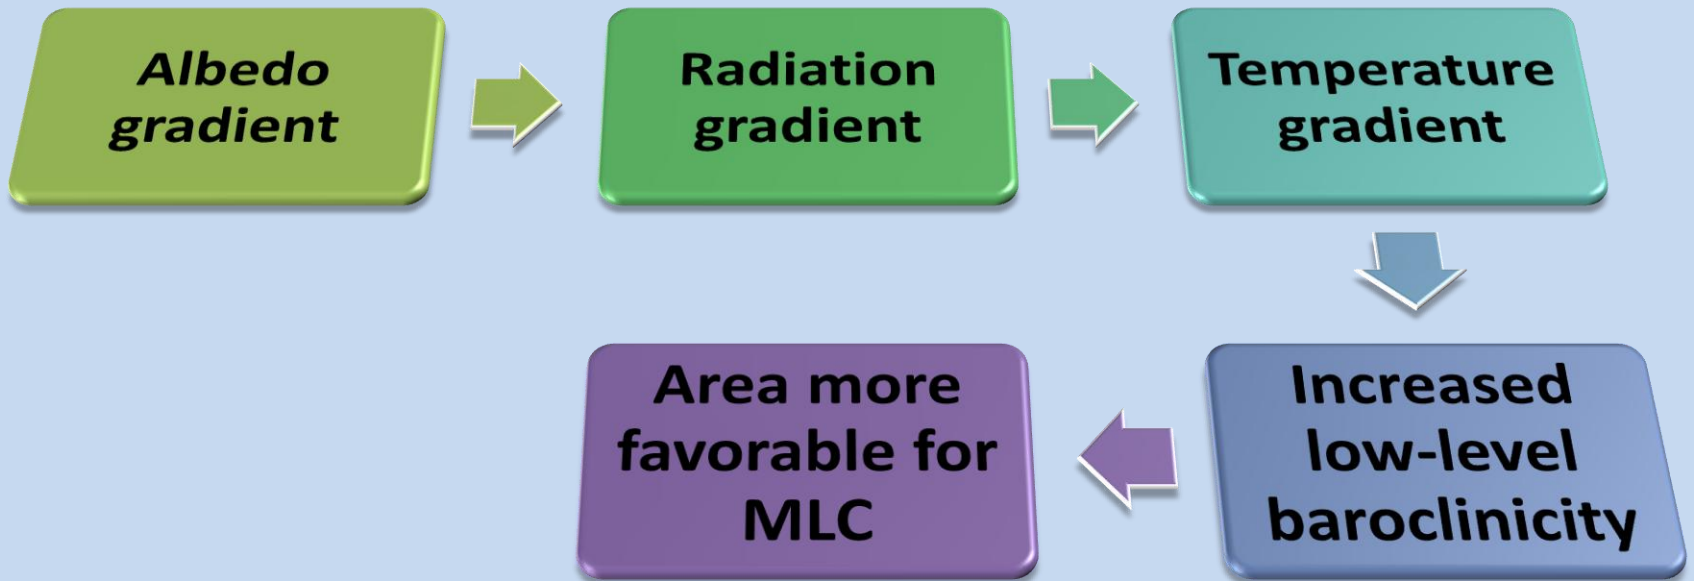 Albedo
gradient
Radiation
gradient
Temperature
gradient
Increased
low-level
baroclinicity
Area more
favorable for
MLC